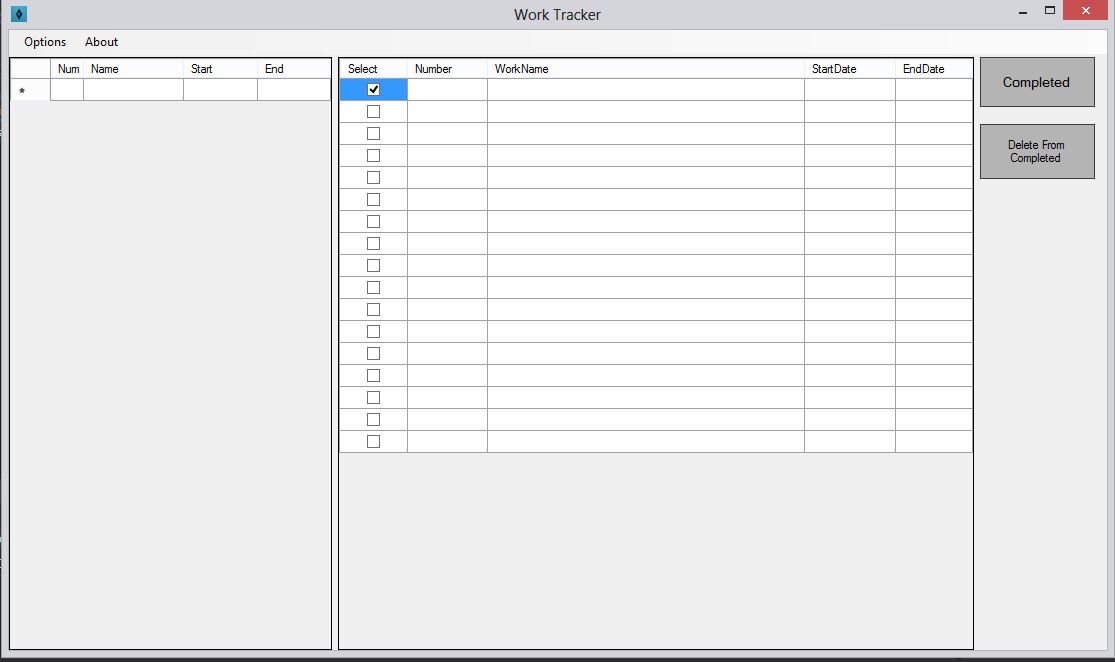 Work Tracker
Options About
Num Name Start End
Select Number WorkName StartDate EndDate
*
Completed
Delete From
Completed